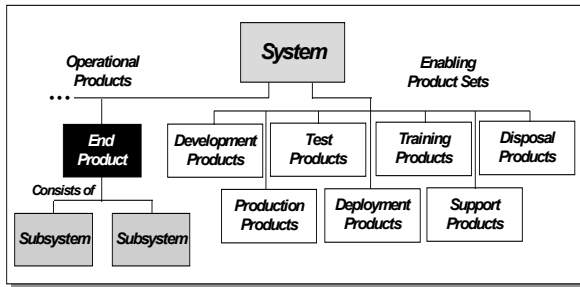 System
Operational
Products
Enabling
Product Sets
...
End
Product
Development
Products
Test
Products
Training
Products
Disposal
Products
Consists of
Production
Products
Deployment
Products
Support
Products
Subsystem
Subsystem